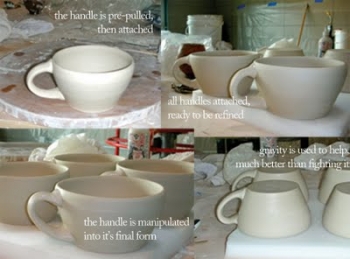 the handle is pre-pulled,
then attached
all handles attached,
ready to be refined
the handle is manipulated
into it's final form
gravity is used to help,
much better than fighting it